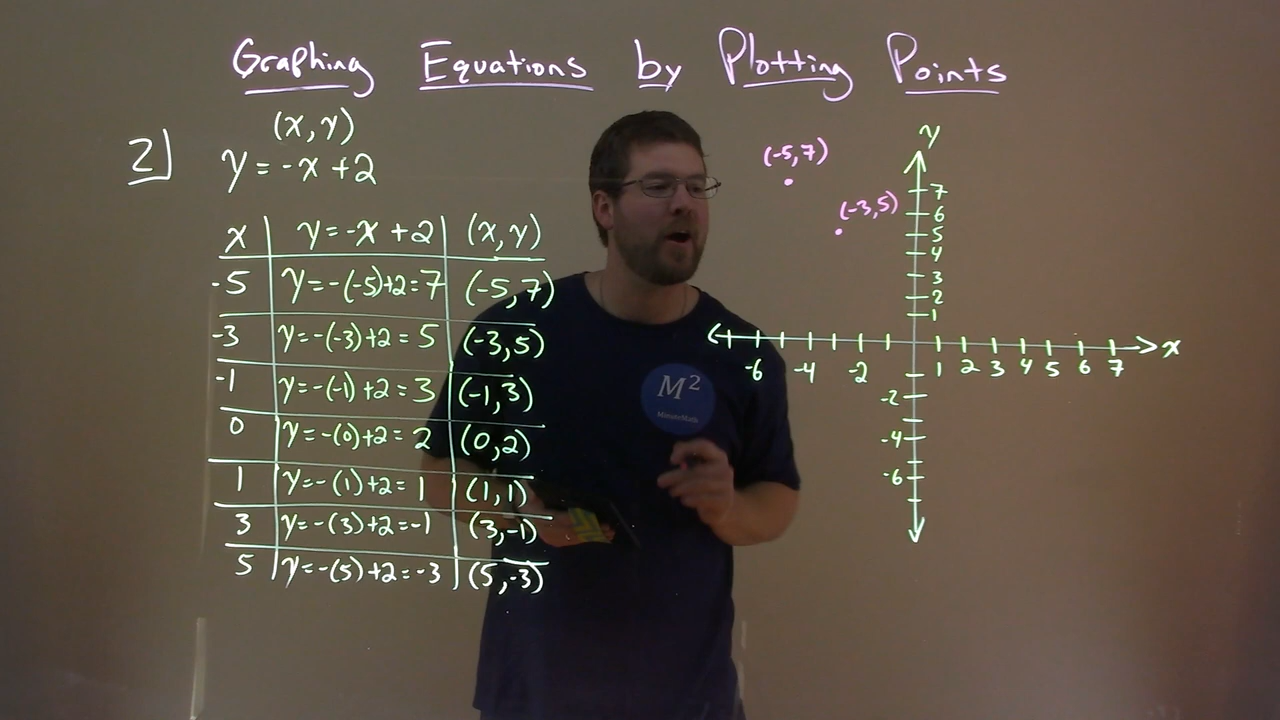 Graphing Equations by Plotting Points
2] (x,y)
y = -x + 2
x y = -x + 2 (x,y)
-5 y = -(-5)+2 = 7 (-5,7)
-3 y = -(-3)+2 = 5 (-3,5)
-1 y = -(-1)+2 = 3 (-1,3)
0 y = -(0)+2 = 2 (0,2)
1 y = -(1)+2 = 1 (1,1)
3 y = -(3)+2 = -1 (3,-1)
5 y = -(5)+2 = -3 (5,-3)
M²
MinuteMath
y
(-5,7)
(-3,5)
7
6
5
4
3
2
1
x
-6 -4 -2 1 2 3 4 5 6 7
-2
-4
-6